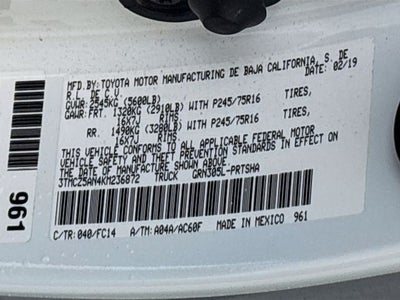 MFD.BY:TOYOTA MOTOR MANUFACTURING DE BAJA CALIFORNIA, S. DE
R.L. DE C.V. 02/19
GVWR: 2545KG (5600LB)
GAWR:FRT. 1320KG (2910LB) WITH P245/75R16 TIRES,
16X7J RIMS,
RR. 1490KG (3280LB) WITH P245/75R16 TIRES,
16X7J RIMS
THIS VEHICLE CONFORMS TO ALL APPLICABLE FEDERAL MOTOR
VEHICLE SAFETY AND THEFT PREVENTION STANDARDS IN EFFECT ON
THE DATE OF MANUFACTURE SHOWN ABOVE.
3TMCZ5AN4KM236872 TRUCK GRN305L-PRTSHA
C/TR: 040/FC14 A/TM: A04A/AC60F MADE IN MEXICO 961
961